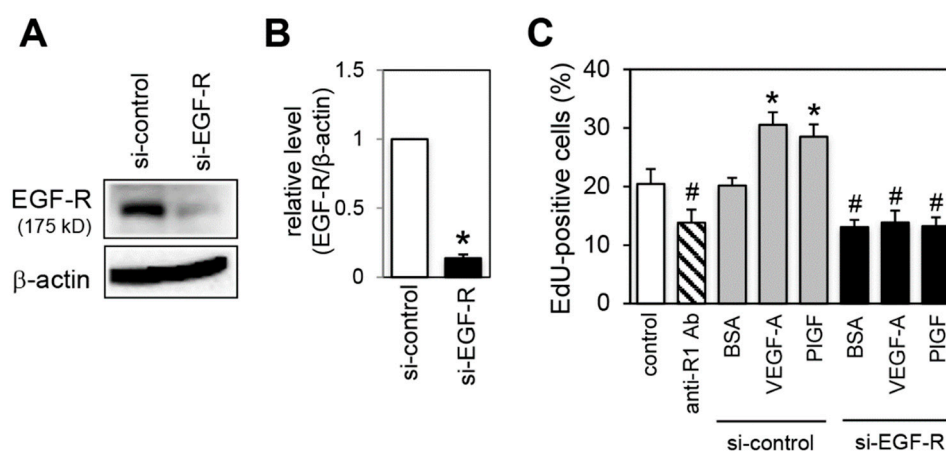 A
si-control
si-EGF-R
EGF-R
(175 kD)
β-actin
B
relative level
(EGF-R/β-actin)
1.5
1
0.5
0
*
si-control
si-EGF-R
C
EdU-positive cells (%)
40
30
20
10
0
#
*
*
#
#
#
control
anti-R1 Ab
BSA
VEGF-A
PlGF
BSA
VEGF-A
PlGF
si-control
si-EGF-R